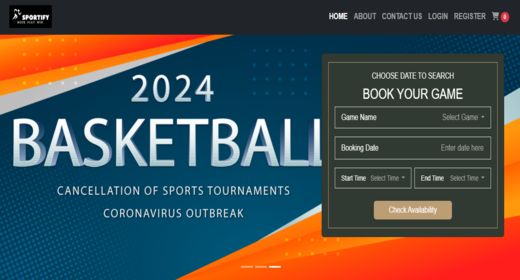 SPORTIFY
BOOK PLAY WIN
HOME ABOUT CONTACT US LOGIN REGISTER 0
2024
BASKETBALL
CANCELLATION OF SPORTS TOURNAMENTS
CORONAVIRUS OUTBREAK
CHOOSE DATE TO SEARCH
BOOK YOUR GAME
Game Name Select Game
Booking Date Enter date here
Start Time Select Time End Time Select Time
Check Availability